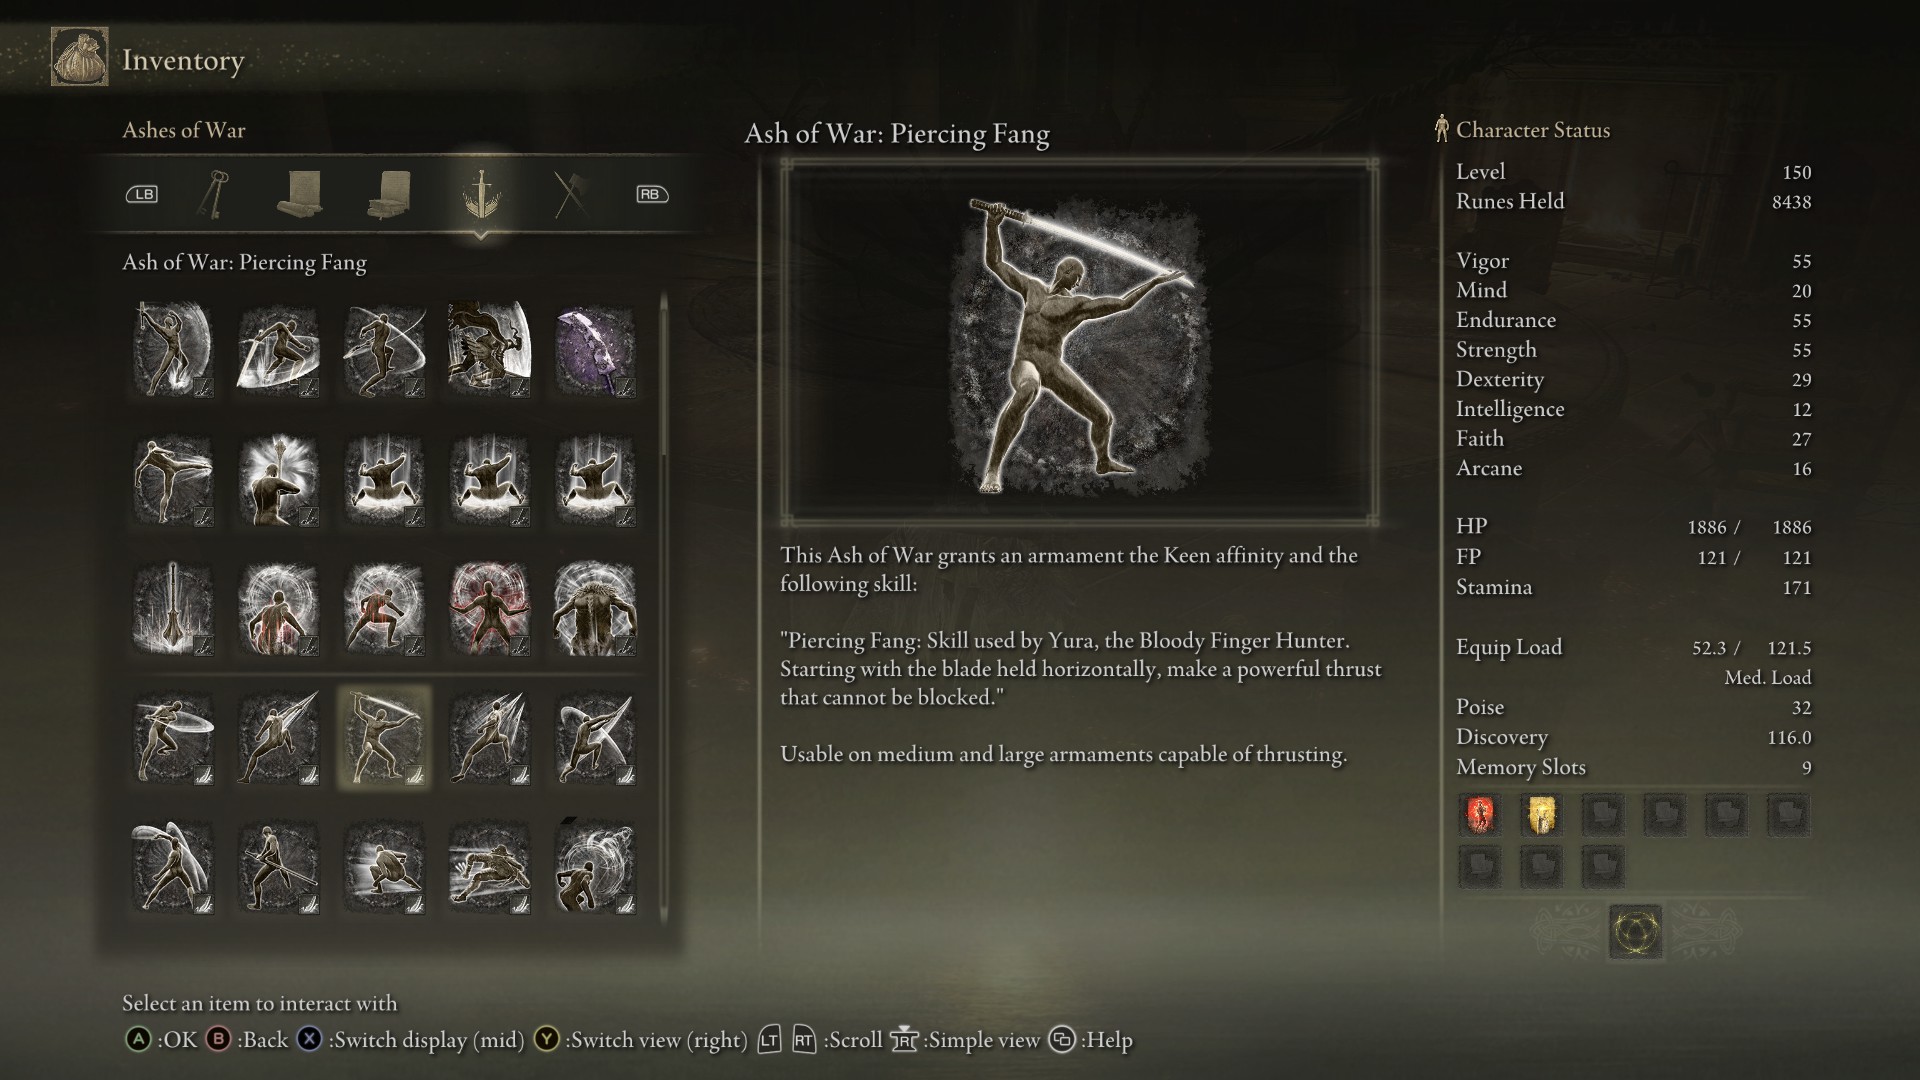 Inventory
Ashes of War
LB
RB
Ash of War: Piercing Fang
Ash of War: Piercing Fang
This Ash of War grants an armament the Keen affinity and the
following skill:
"Piercing Fang: Skill used by Yura, the Bloody Finger Hunter.
Starting with the blade held horizontally, make a powerful thrust
that cannot be blocked."
Usable on medium and large armaments capable of thrusting.
Character Status
Level 150
Runes Held 8438
Vigor 55
Mind 20
Endurance 55
Strength 55
Dexterity 29
Intelligence 12
Faith 27
Arcane 16
HP 1886 / 1886
FP 121 / 121
Stamina 171
Equip Load 52.3 / 121.5
Med. Load
Poise 32
Discovery 116.0
Memory Slots 9
Select an item to interact with
A :OK B :Back X :Switch display (mid) Y :Switch view (right) LT RT :Scroll R :Simple view :Help